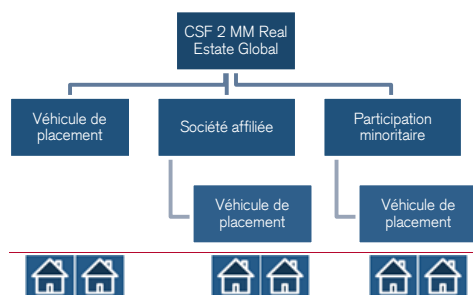 CSF 2 MM Real
Estate Global
Véhicule de
placement
Société affiliée
Participation
minoritaire
Véhicule de
placement
Véhicule de
placement